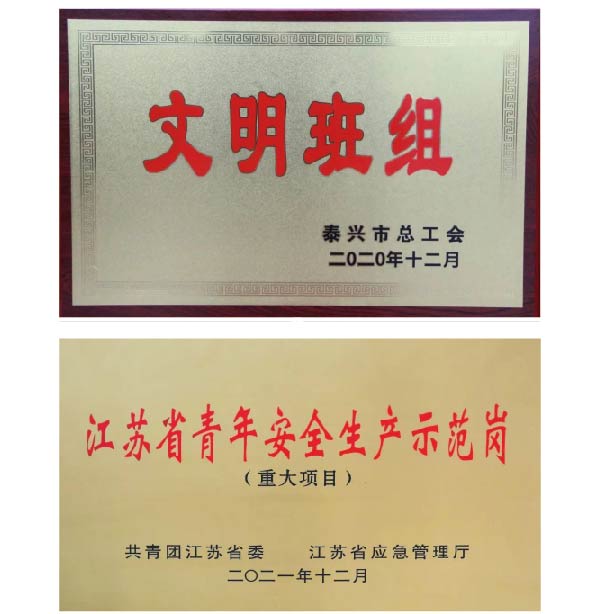 文明班组
泰兴市总工会
二〇二〇年十二月
江苏省青年安全生产示范岗
（重大项目）
共青团江苏省委 江苏省应急管理厅
二〇二一年十二月